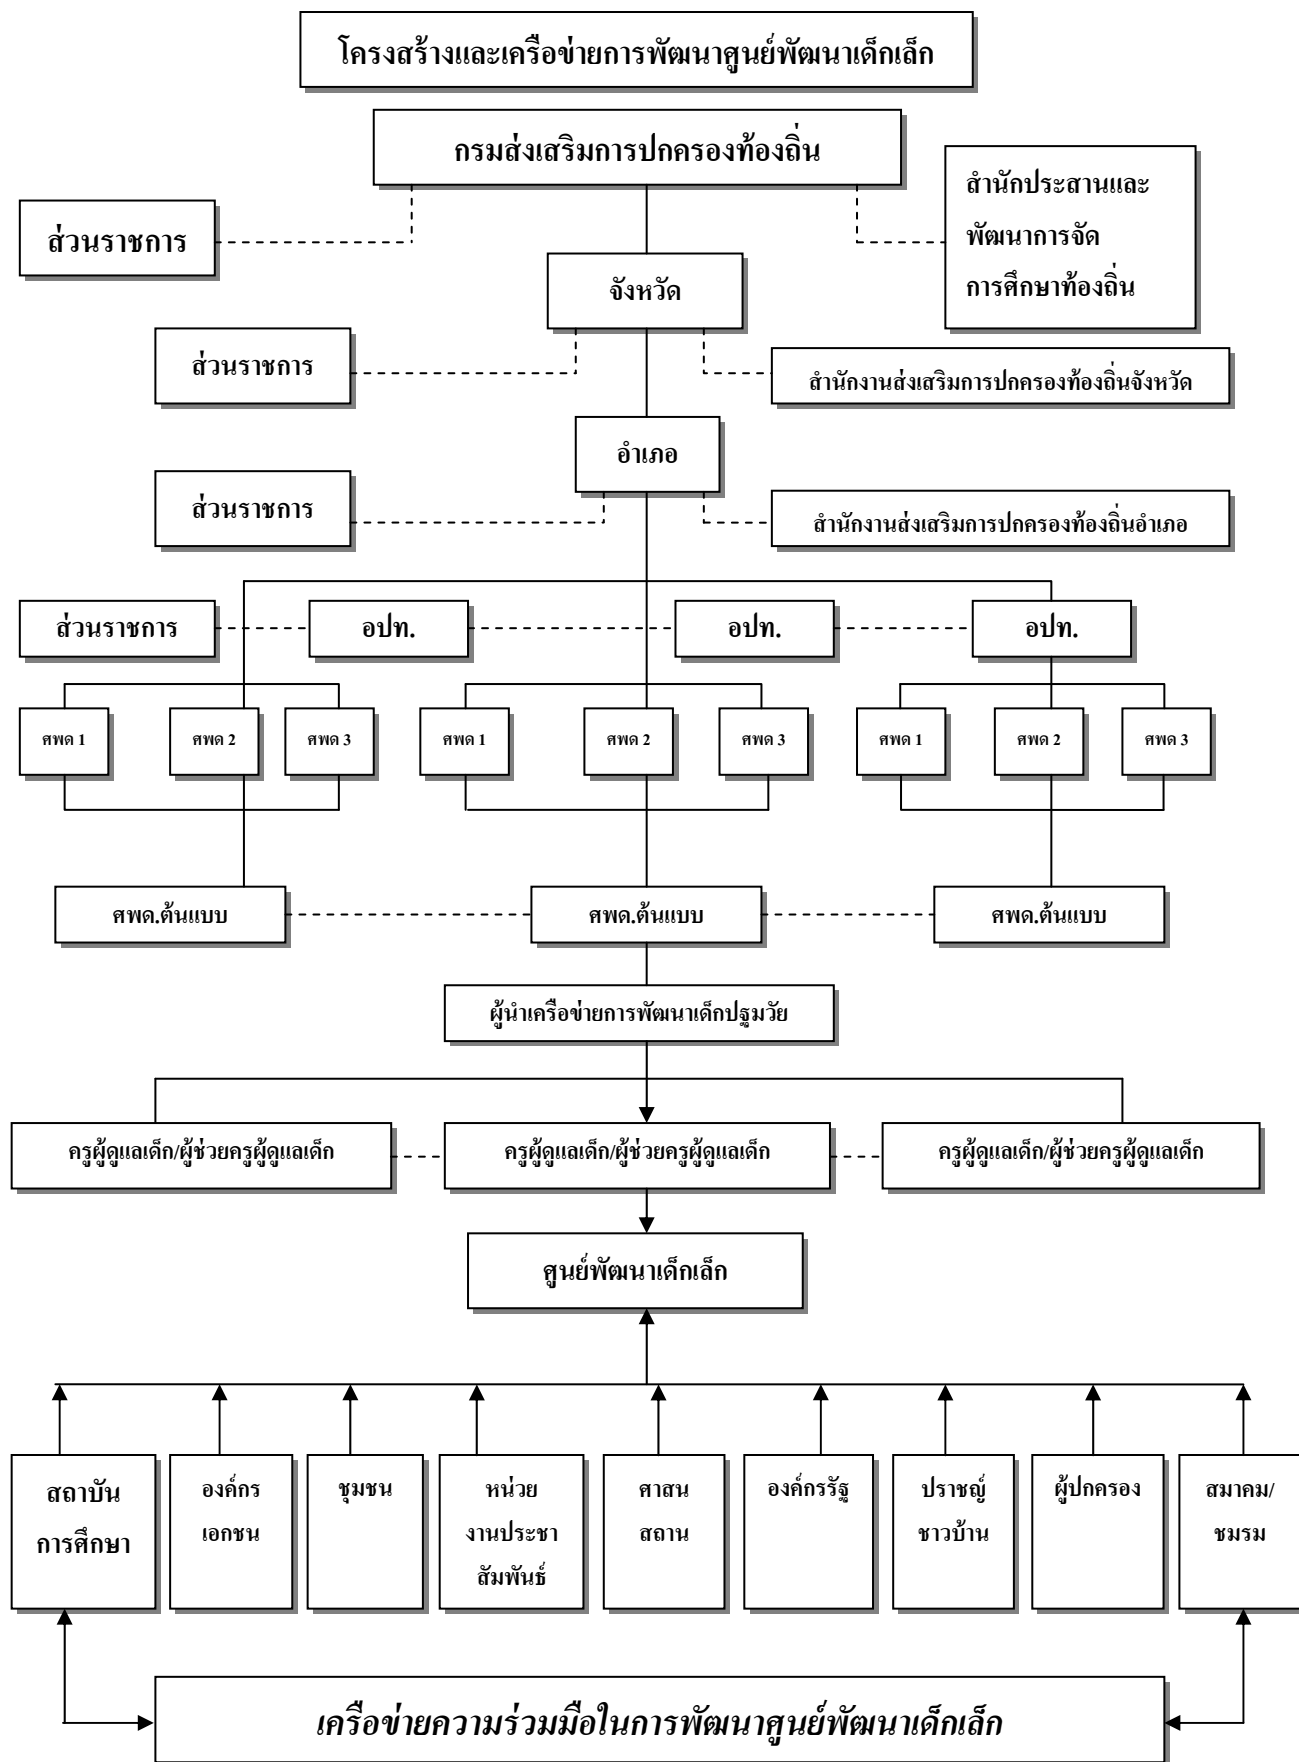 โครงสร้างและเครือข่ายการพัฒนาศูนย์พัฒนาเด็กเล็ก
กรมส่งเสริมการปกครองท้องถิ่น
ส่วนราชการ
สำนักประสานและ
พัฒนาการจัด
การศึกษาท้องถิ่น
จังหวัด
ส่วนราชการ
สำนักงานส่งเสริมการปกครองท้องถิ่นจังหวัด
อำเภอ
ส่วนราชการ
สำนักงานส่งเสริมการปกครองท้องถิ่นอำเภอ
ส่วนราชการ
อปท.
อปท.
อปท.
ศพด 1
ศพด 2
ศพด 3
ศพด 1
ศพด 2
ศพด 3
ศพด 1
ศพด 2
ศพด 3
ศพด.ต้นแบบ
ศพด.ต้นแบบ
ศพด.ต้นแบบ
ผู้นำเครือข่ายการพัฒนาเด็กปฐมวัย
ครูผู้ดูแลเด็ก/ผู้ช่วยครูผู้ดูแลเด็ก
ครูผู้ดูแลเด็ก/ผู้ช่วยครูผู้ดูแลเด็ก
ครูผู้ดูแลเด็ก/ผู้ช่วยครูผู้ดูแลเด็ก
ศูนย์พัฒนาเด็กเล็ก
สถาบัน
การศึกษา
องค์กร
เอกชน
ชุมชน
หน่วย
งานประชา
สัมพันธ์
ศาสน
สถาน
องค์กรรัฐ
ปราชญ์
ชาวบ้าน
ผู้ปกครอง
สมาคม/
ชมรม
เครือข่ายความร่วมมือในการพัฒนาศูนย์พัฒนาเด็กเล็ก